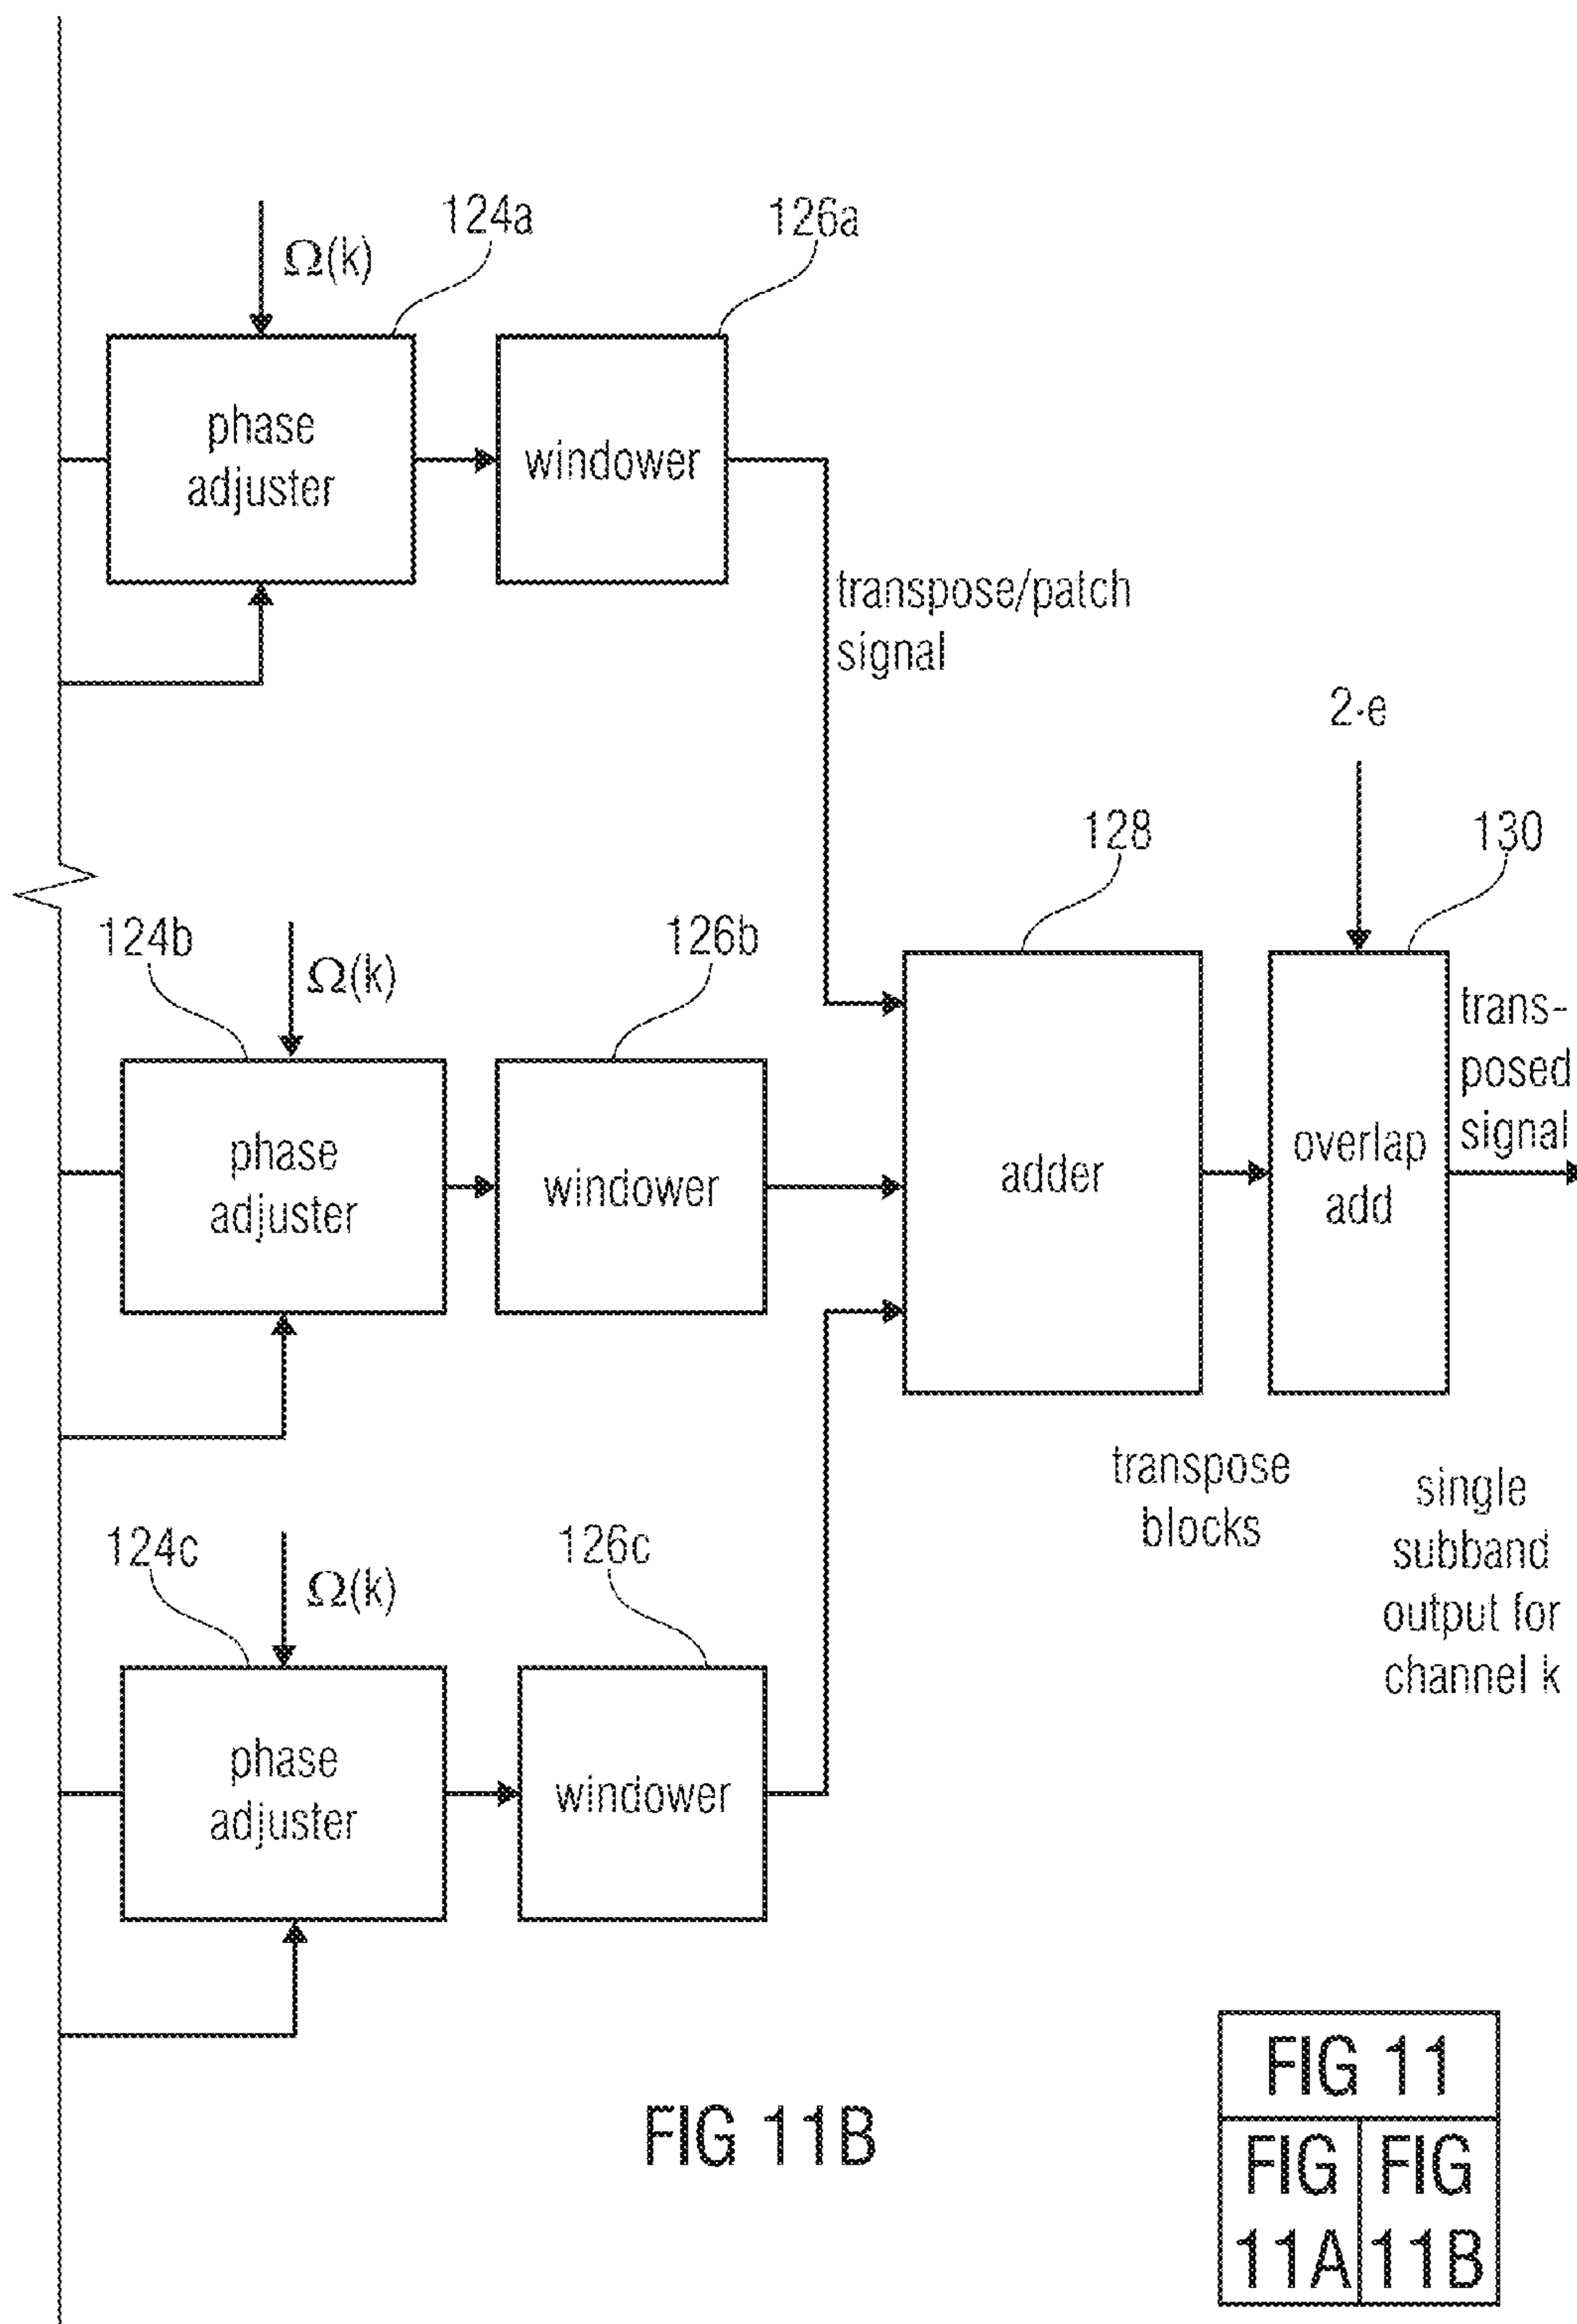 124a
126a
Ω(k)
phase
adjuster
windower
transpose/patch
signal
2·e
128
130
124b
Ω(k)
126b
phase
adjuster
windower
adder
overlap
add
trans-
posed
signal
transpose
blocks
single
subband
output for
channel k
124c
Ω(k)
126c
phase
adjuster
windower
FIG 11B
FIG 11
FIG
11A
FIG
11B